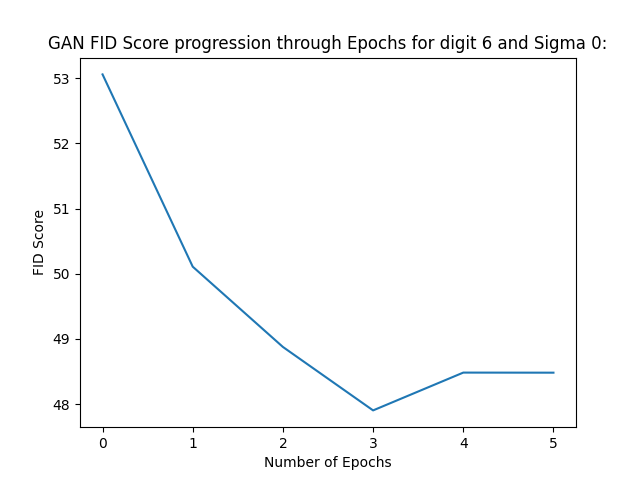 GAN FID Score progression through Epochs for digit 6 and Sigma 0:
FID Score
53
52
51
50
49
48
0 1 2 3 4 5
Number of Epochs